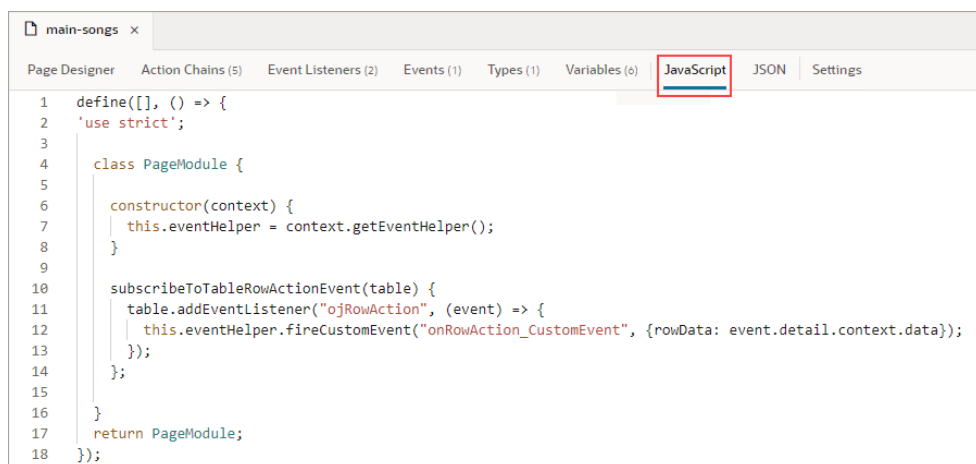 main-songs ×
Page Designer Action Chains (5) Event Listeners (2) Events (1) Types (1) Variables (6) JavaScript JSON Settings
1 define([], () => {
2 'use strict';
3
4 class PageModule {
5
6 constructor(context) {
7 this.eventHelper = context.getEventHelper();
8 }
9
10 subscribeToTableRowActionEvent(table) {
11 table.addEventListener("ojRowAction", (event) => {
12 this.eventHelper.fireCustomEvent("onRowAction_CustomEvent", {rowData: event.detail.context.data});
13 });
14 };
15
16 }
17 return PageModule;
18 });